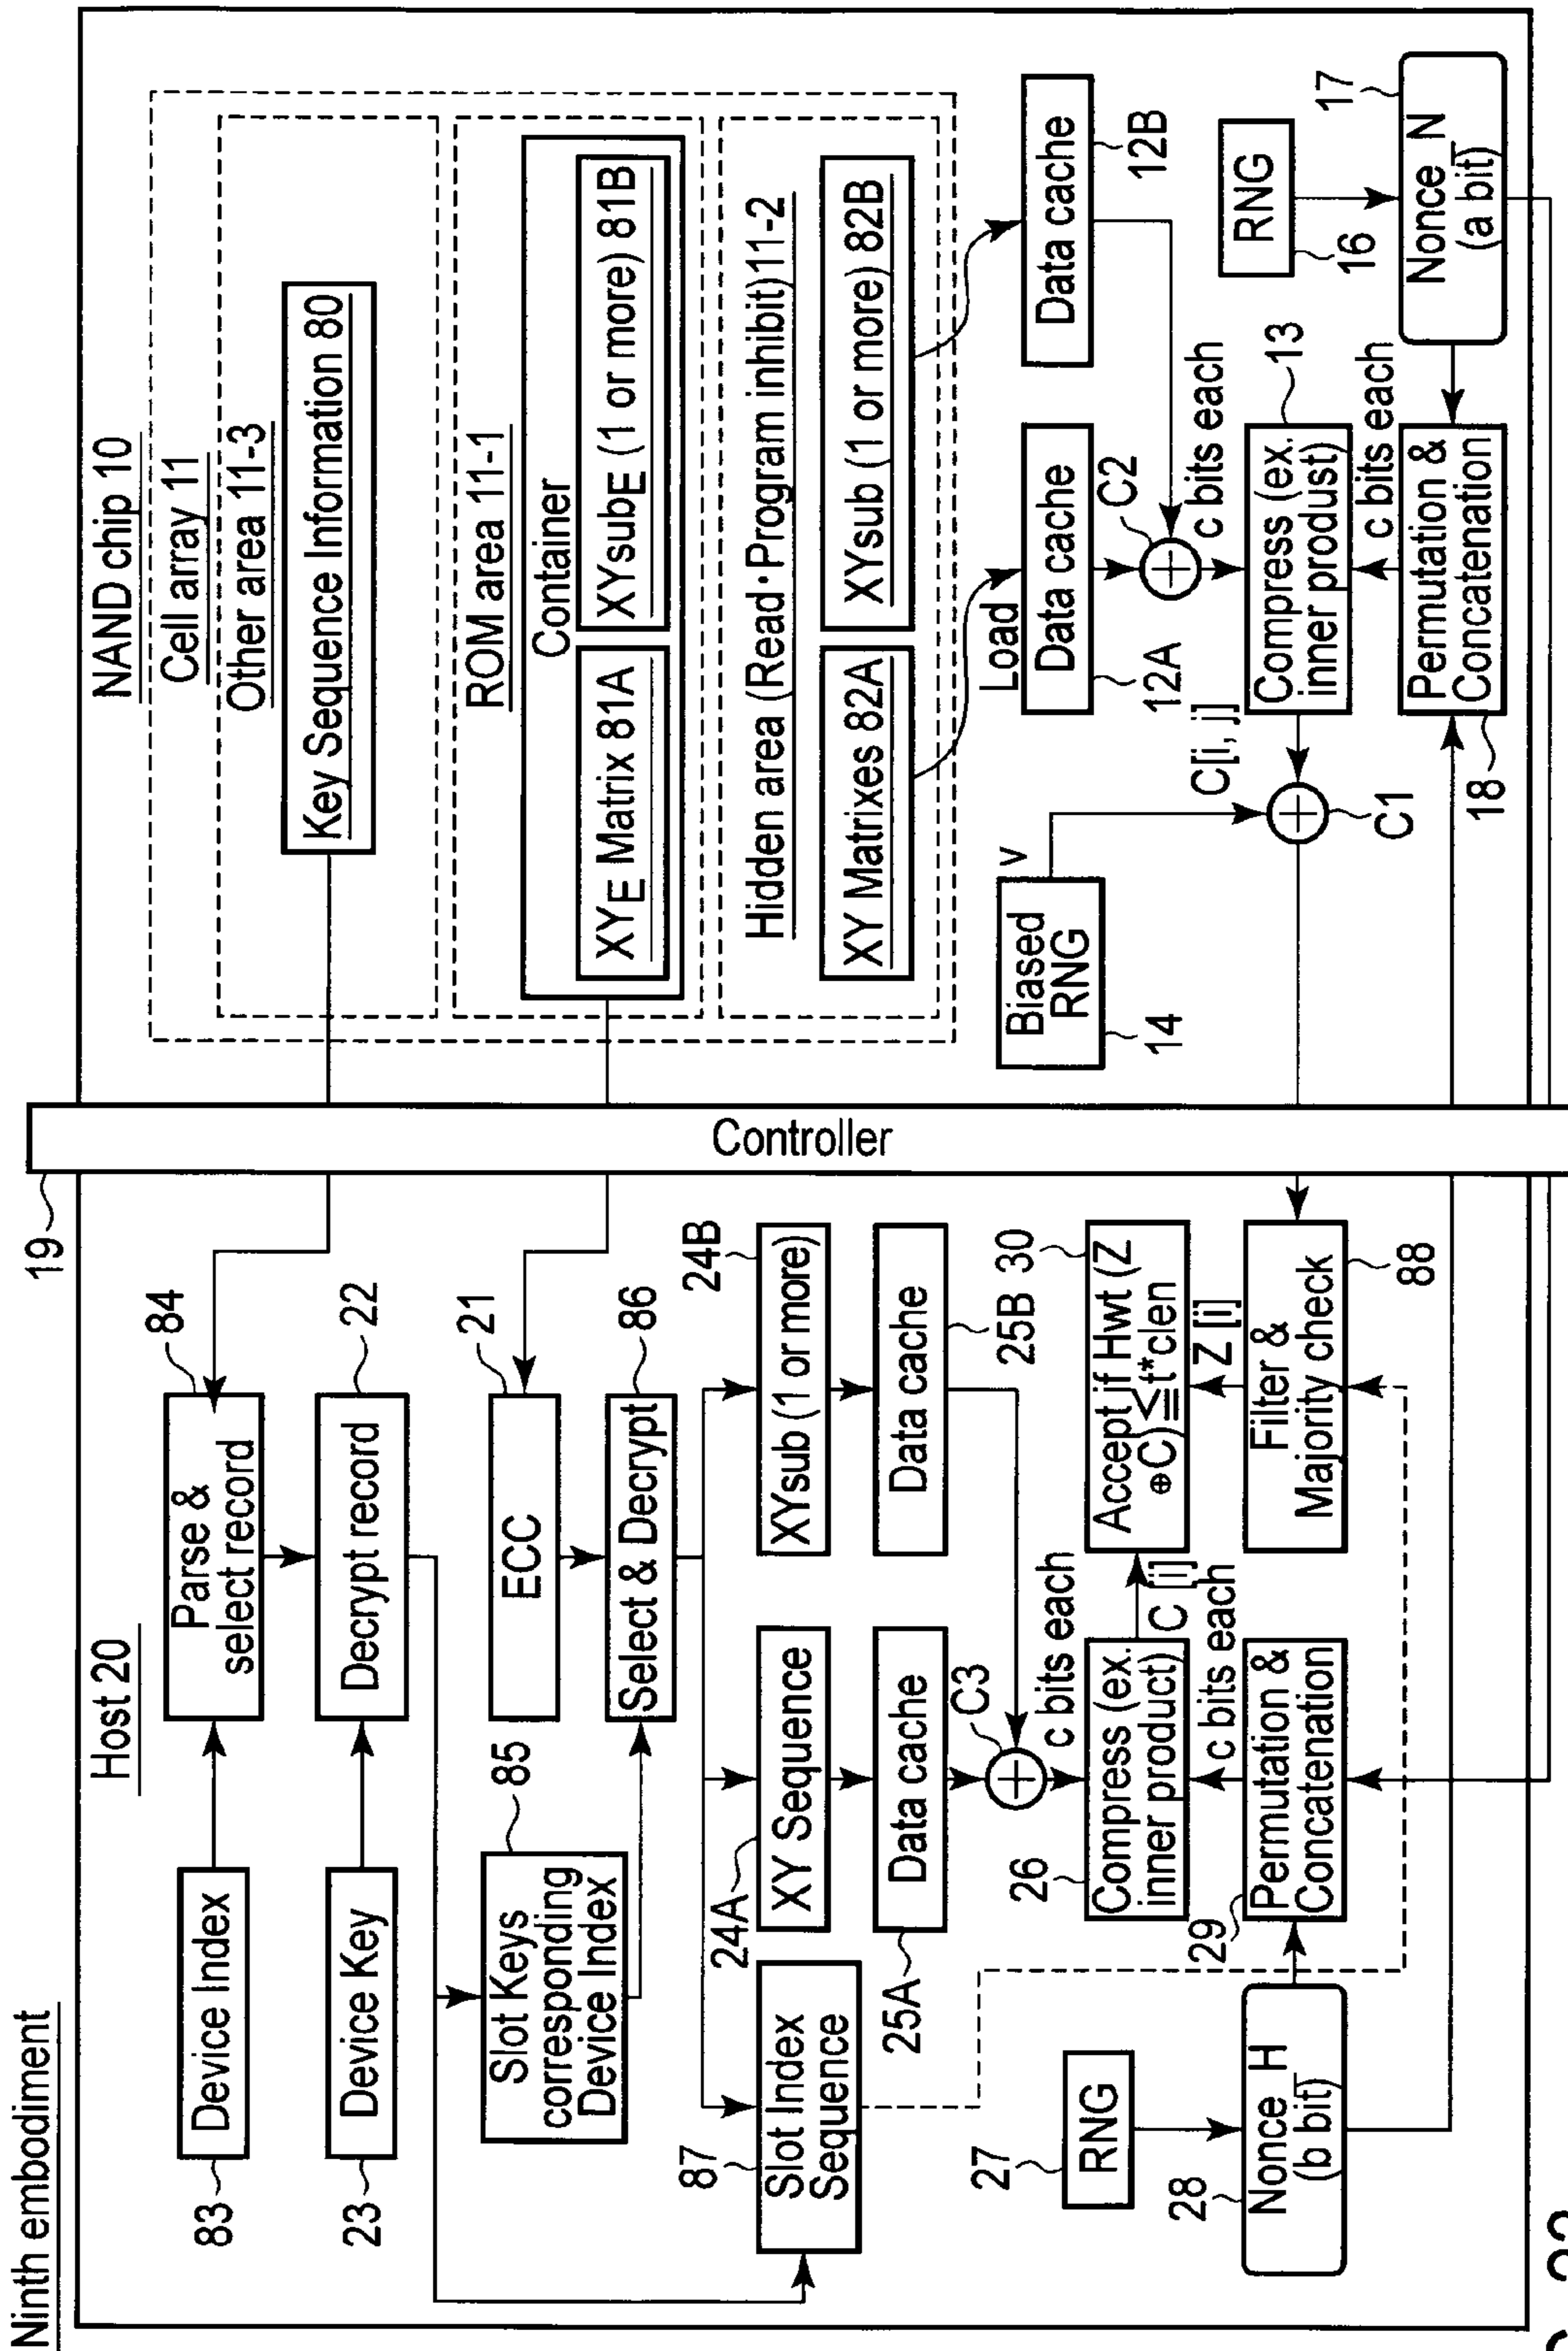 Ninth embodiment
Host 20
83
Device Index
84
Parse &
select record
23
Device Key
22
Decrypt record
85
Slot Keys
corresponding
Device Index
21
ECC
86
Select & Decrypt
87
Slot Index
Sequence
24A
XY Sequence
24B
XYsub (1 or more)
25A
Data cache
25B
Data cache
C3
c bits each
27
RNG
28
Nonce H
(b bit)
26
Compress (ex.
inner product)
C [i]
c bits each
29
Permutation &
Concatenation
30
Accept if Hwt (Z
⊕C)≦t*clen
Z [i]
Filter &
Majority check
88
19
Controller
NAND chip 10
Cell array 11
Other area 11-3
Key Sequence Information 80
ROM area 11-1
Container
XYE Matrix 81A
XYsubE (1 or more) 81B
Hidden area (Read·Program inhibit)11-2
XY Matrixes 82A
XYsub (1 or more) 82B
Load
Data cache
12A
Data cache
12B
C2
c bits each
14
Biased
RNG
v
C[i, j]
C1
Compress (ex.
inner produst)
13
c bits each
16
RNG
17
Nonce N
(a bit)
18
Permutation &
Concatenation